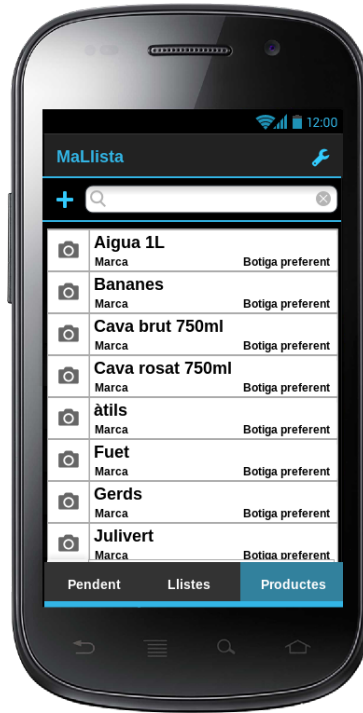 12:00
MaLlista
Aigua 1L
Marca Botiga preferent
Bananes
Marca Botiga preferent
Cava brut 750ml
Marca Botiga preferent
Cava rosat 750ml
Marca Botiga preferent
àtils
Marca Botiga preferent
Fuet
Marca Botiga preferent
Gerds
Marca Botiga preferent
Julivert
Marca Botiga preferent
Pendent Llistes Productes